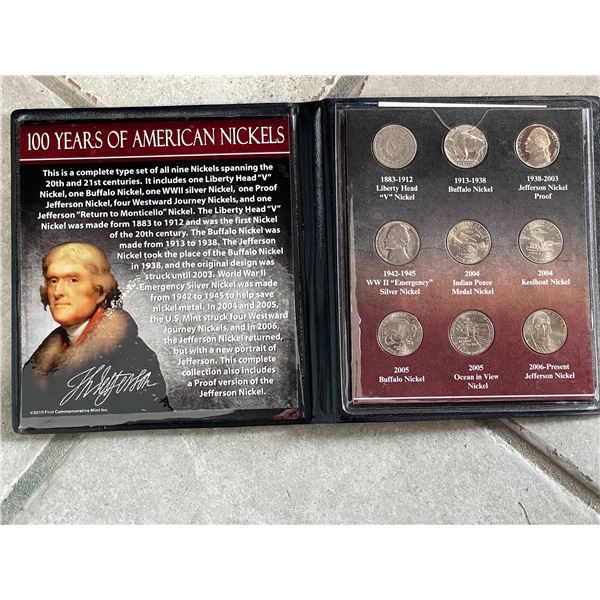 100 YEARS OF AMERICAN NICKELS
This is a complete type set of all nine Nickels spanning the
20th and 21st centuries. It includes one Liberty Head "V"
Nickel, one Buffalo Nickel, one WWII silver Nickel, one Proof
Jefferson Nickel, four Westward Journey Nickels, and one
Jefferson "Return to Monticello" Nickel. The Liberty Head "V"
Nickel was made form 1883 to 1912 and was the first Nickel
of the 20th century. The Buffalo Nickel
was made from 1913 to 1938. The Jefferson
Nickel took the place of the Buffalo Nickel
in 1938, and the original design was
struck until 2003. World War II
Emergency Silver Nickel was made
from 1942 to 1945 to help save
nickel metal. In 2004 and 2005,
the U.S. Mint struck four Westward
Journey Nickels, and in 2006,
the Jefferson Nickel returned,
but with a new portrait of
Jefferson. This complete
collection also includes
a Proof version of the
Jefferson Nickel.
Th Jefferson
©2010 First Commemorative Mint Inc.
1883-1912
Liberty Head
"V" Nickel
1913-1938
Buffalo Nickel
1938-2003
Jefferson Nickel
Proof
1942-1945
WW II "Emergency"
Silver Nickel
2004
Indian Peace
Medal Nickel
2004
Keelboat Nickel
2005
Buffalo Nickel
2005
Ocean in View
Nickel
2006-Present
Jefferson Nickel